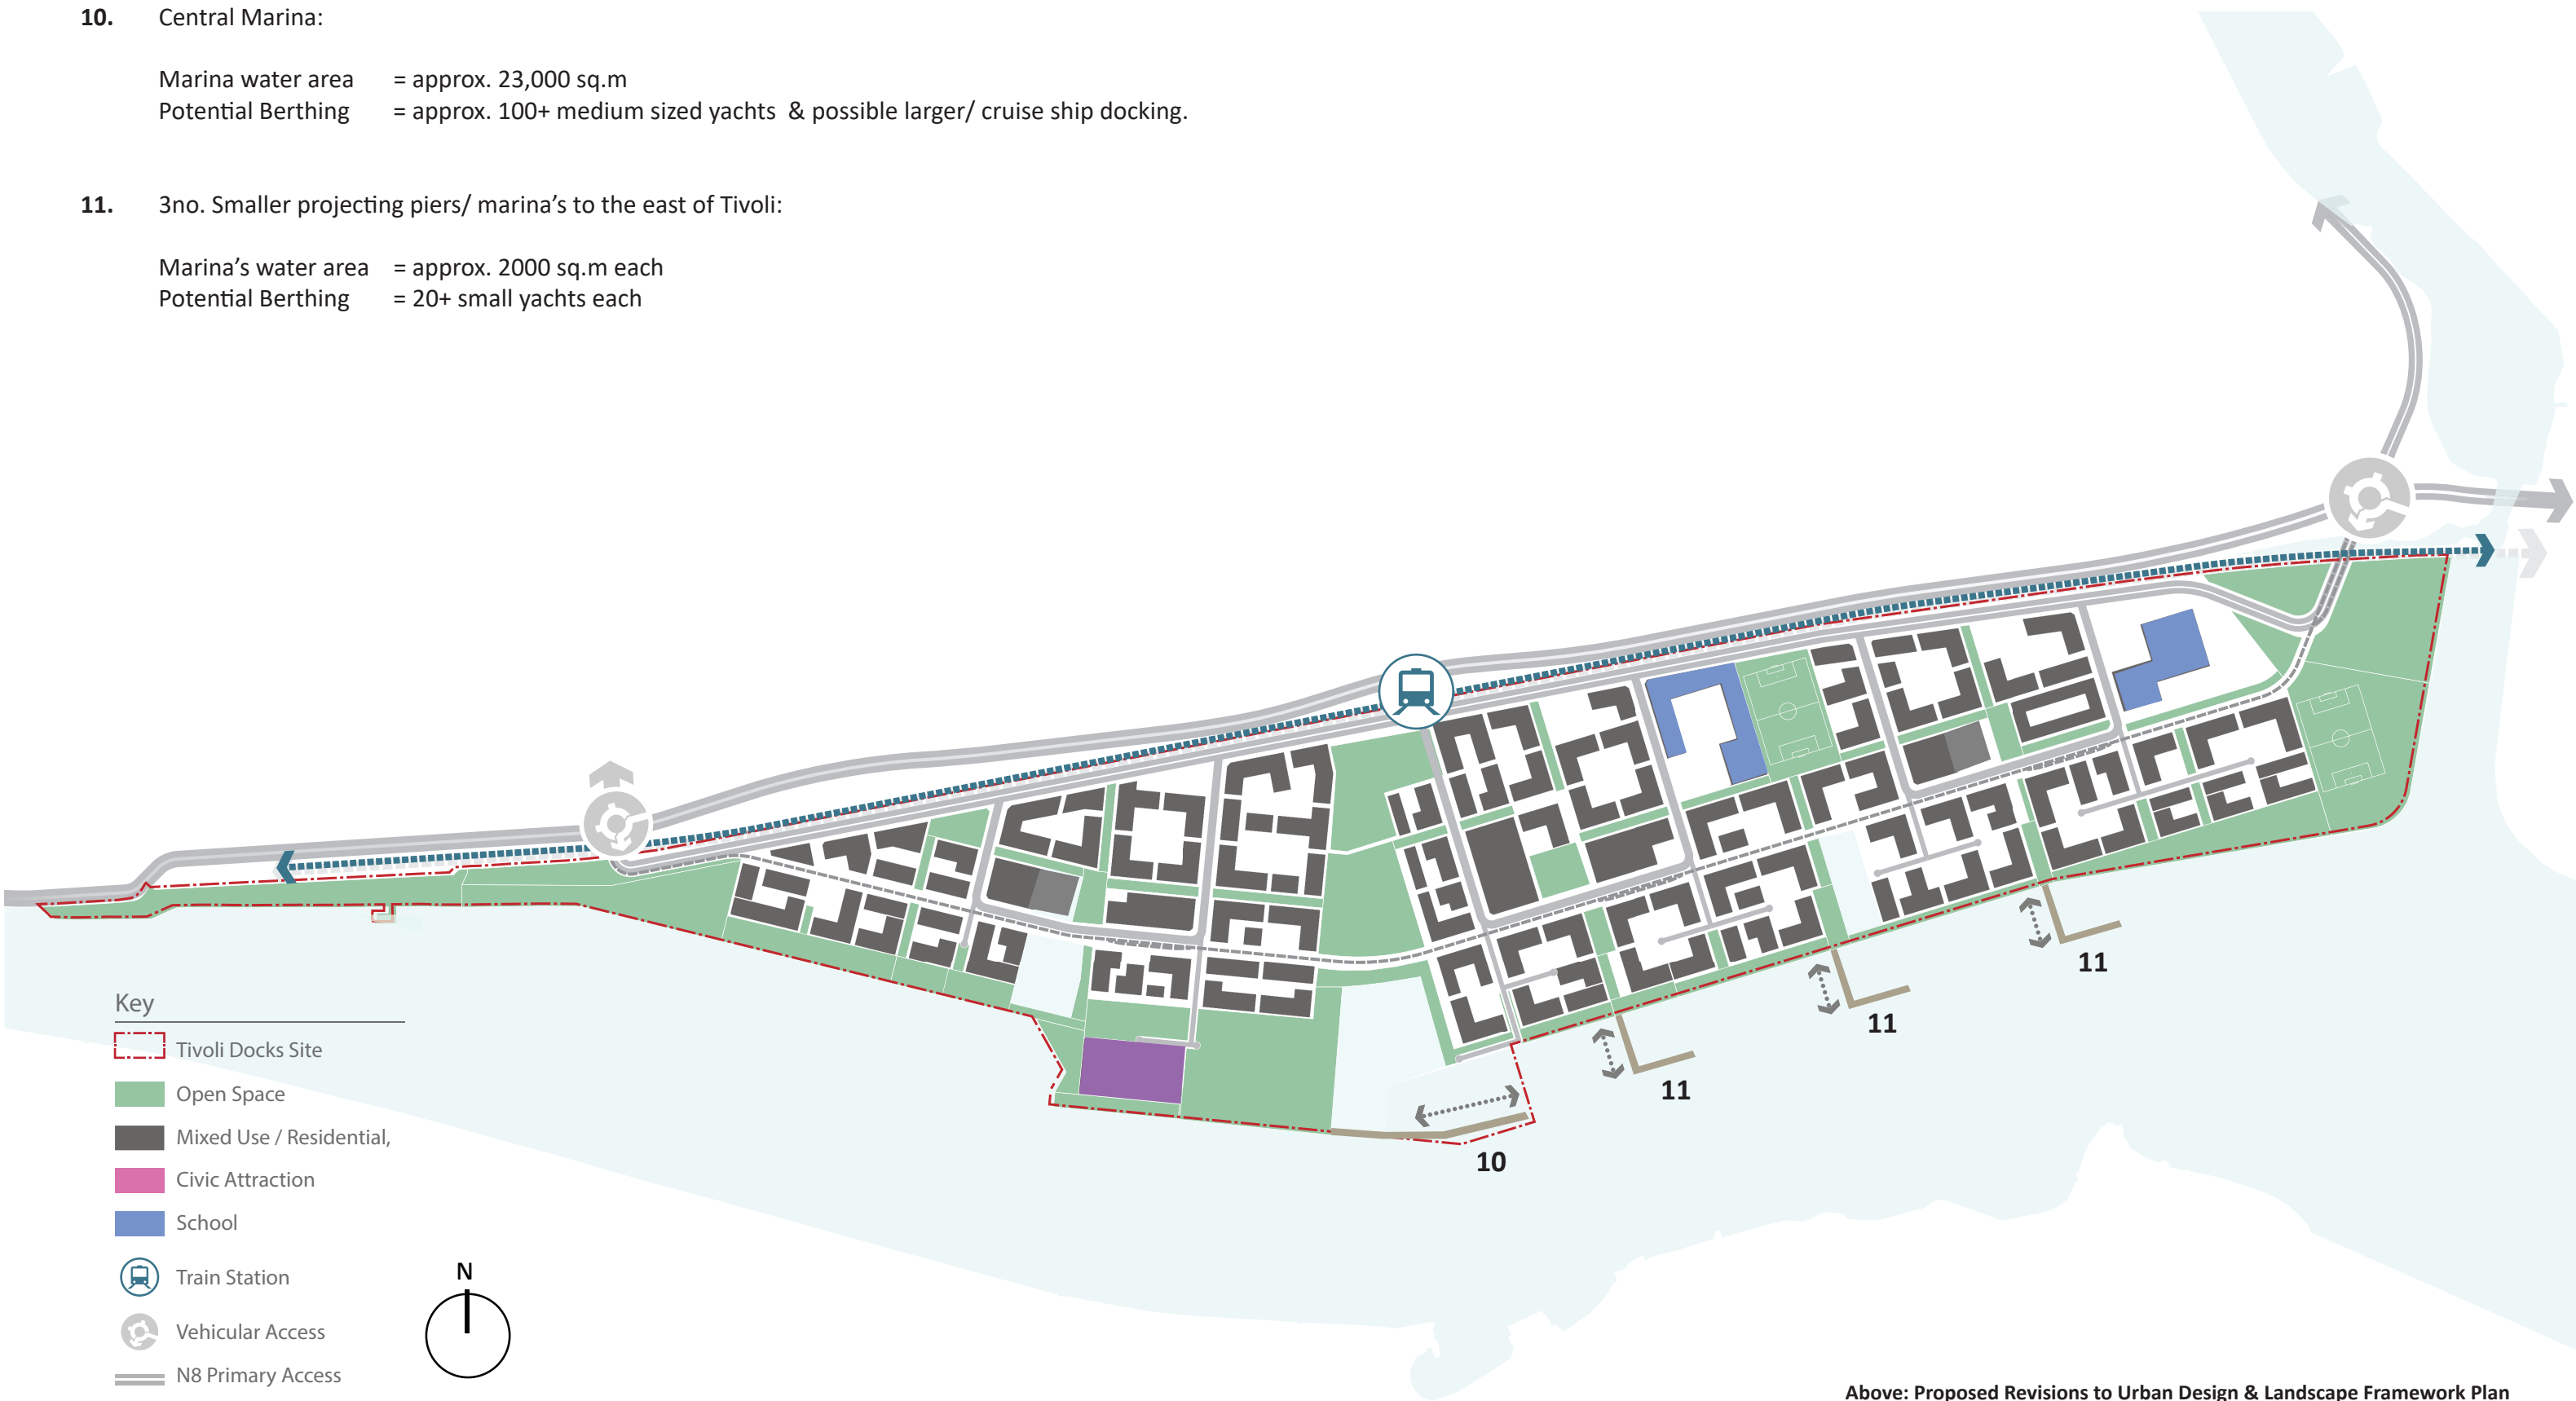 10. Central Marina:
Marina water area = approx. 23,000 sq.m
Potential Berthing = approx. 100+ medium sized yachts & possible larger/ cruise ship docking.
11. 3no. Smaller projecting piers/ marina's to the east of Tivoli:
Marina's water area = approx. 2000 sq.m each
Potential Berthing = 20+ small yachts each
11
11
11
10
Key
Tivoli Docks Site
Open Space
Mixed Use / Residential,
Civic Attraction
School
Train Station
Vehicular Access
N8 Primary Access
N
Above: Proposed Revisions to Urban Design & Landscape Framework Plan